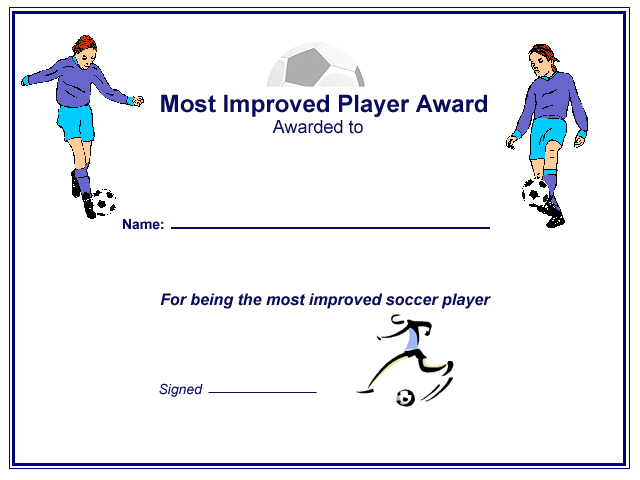 Most Improved Player Award
Awarded to
Name:
For being the most improved soccer player
Signed